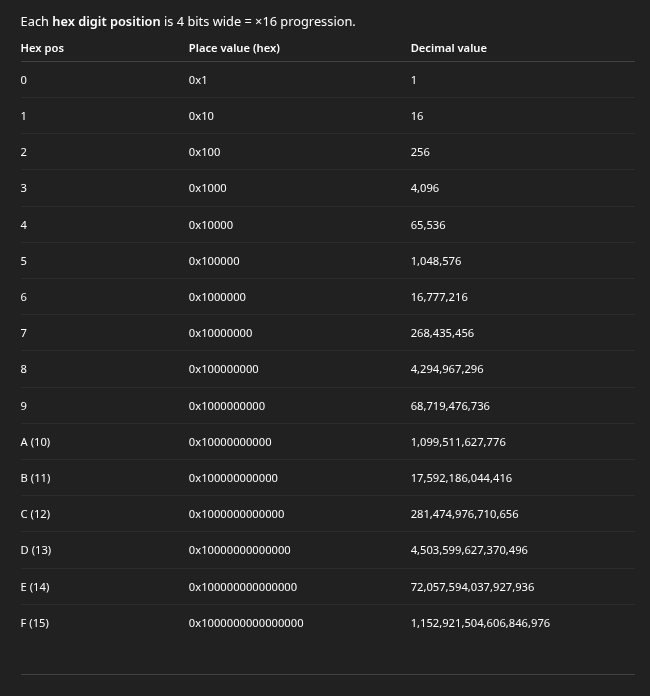 Each hex digit position is 4 bits wide = ×16 progression.
Hex pos Place value (hex) Decimal value
0 0x1 1
1 0x10 16
2 0x100 256
3 0x1000 4,096
4 0x10000 65,536
5 0x100000 1,048,576
6 0x1000000 16,777,216
7 0x10000000 268,435,456
8 0x100000000 4,294,967,296
9 0x1000000000 68,719,476,736
A (10) 0x10000000000 1,099,511,627,776
B (11) 0x100000000000 17,592,186,044,416
C (12) 0x1000000000000 281,474,976,710,656
D (13) 0x10000000000000 4,503,599,627,370,496
E (14) 0x100000000000000 72,057,594,037,927,936
F (15) 0x1000000000000000 1,152,921,504,606,846,976